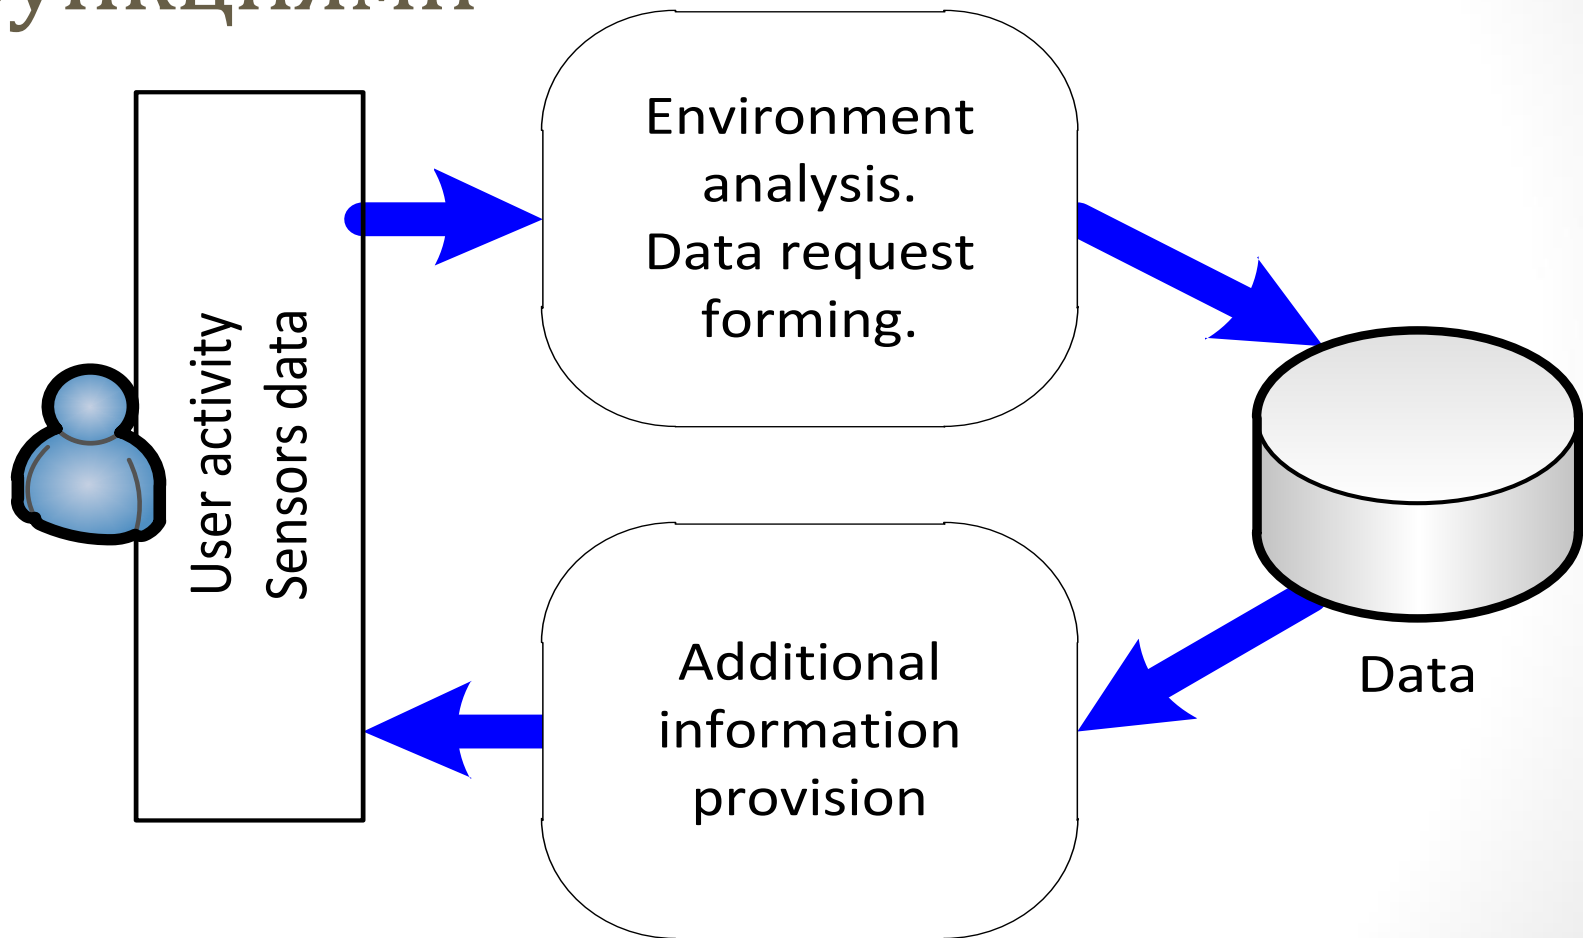 User activity
Sensors data
Environment
analysis.
Data request
forming.
Data
Additional
information
provision